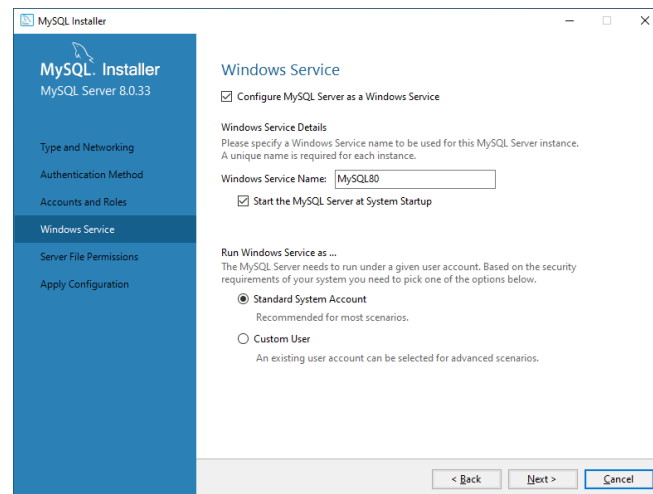 MySQL Installer
MySQL. Installer
MySQL Server 8.0.33
Type and Networking
Authentication Method
Accounts and Roles
Windows Service
Server File Permissions
Apply Configuration
Windows Service
Configure MySQL Server as a Windows Service
Windows Service Details
Please specify a Windows Service name to be used for this MySQL Server instance.
A unique name is required for each instance.
Windows Service Name: MySQL80
Start the MySQL Server at System Startup
Run Windows Service as ...
The MySQL Server needs to run under a given user account. Based on the security
requirements of your system you need to pick one of the options below.
Standard System Account
Recommended for most scenarios.
Custom User
An existing user account can be selected for advanced scenarios.
< Back Next > Cancel